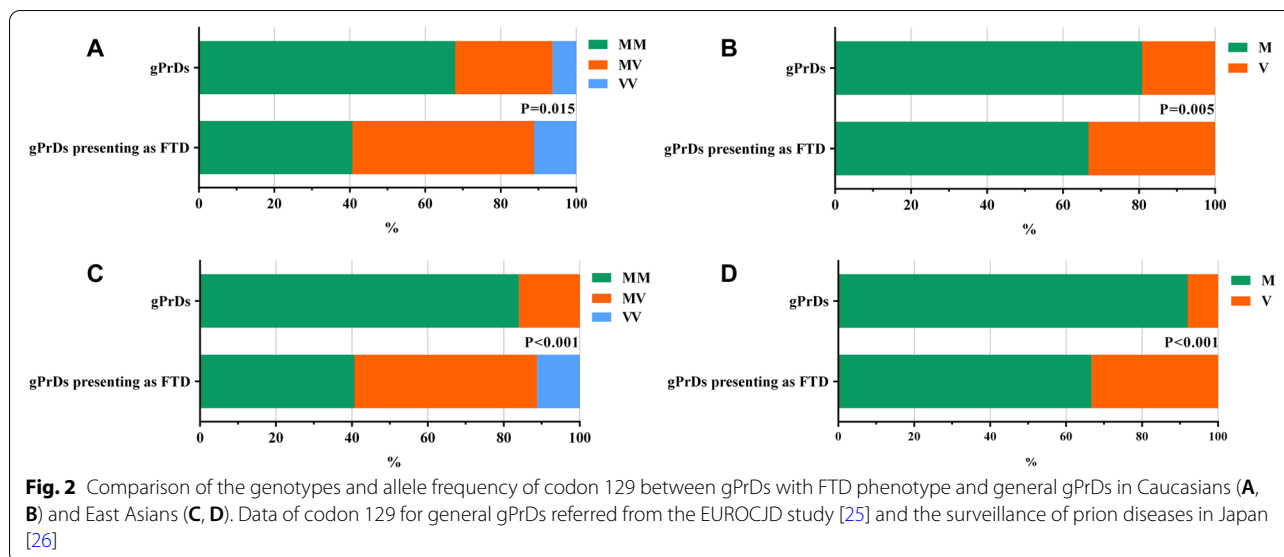 A
gPrDs
gPrDs presenting as FTD
P=0.015
0 20 40 60 80 100
%
MM
MV
VV
B
gPrDs
gPrDs presenting as FTD
P=0.005
0 20 40 60 80 100
%
M
V
C
gPrDs
gPrDs presenting as FTD
P<0.001
0 20 40 60 80 100
%
MM
MV
VV
D
gPrDs
gPrDs presenting as FTD
P<0.001
0 20 40 60 80 100
%
M
V
Fig. 2 Comparison of the genotypes and allele frequency of codon 129 between gPrDs with FTD phenotype and general gPrDs in Caucasians (A,
B) and East Asians (C, D). Data of codon 129 for general gPrDs referred from the EUROCJD study [25] and the surveillance of prion diseases in Japan
[26]